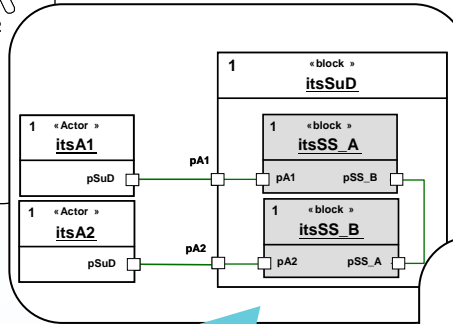 1 «block »
itsSuD
1 «Actor »
itsA1
pSuD
pA1
1 «block »
itsSS_A
pA1 pSS_B
1 «Actor »
itsA2
pSuD
pA2
1 «block »
itsSS_B
pA2 pSS_A